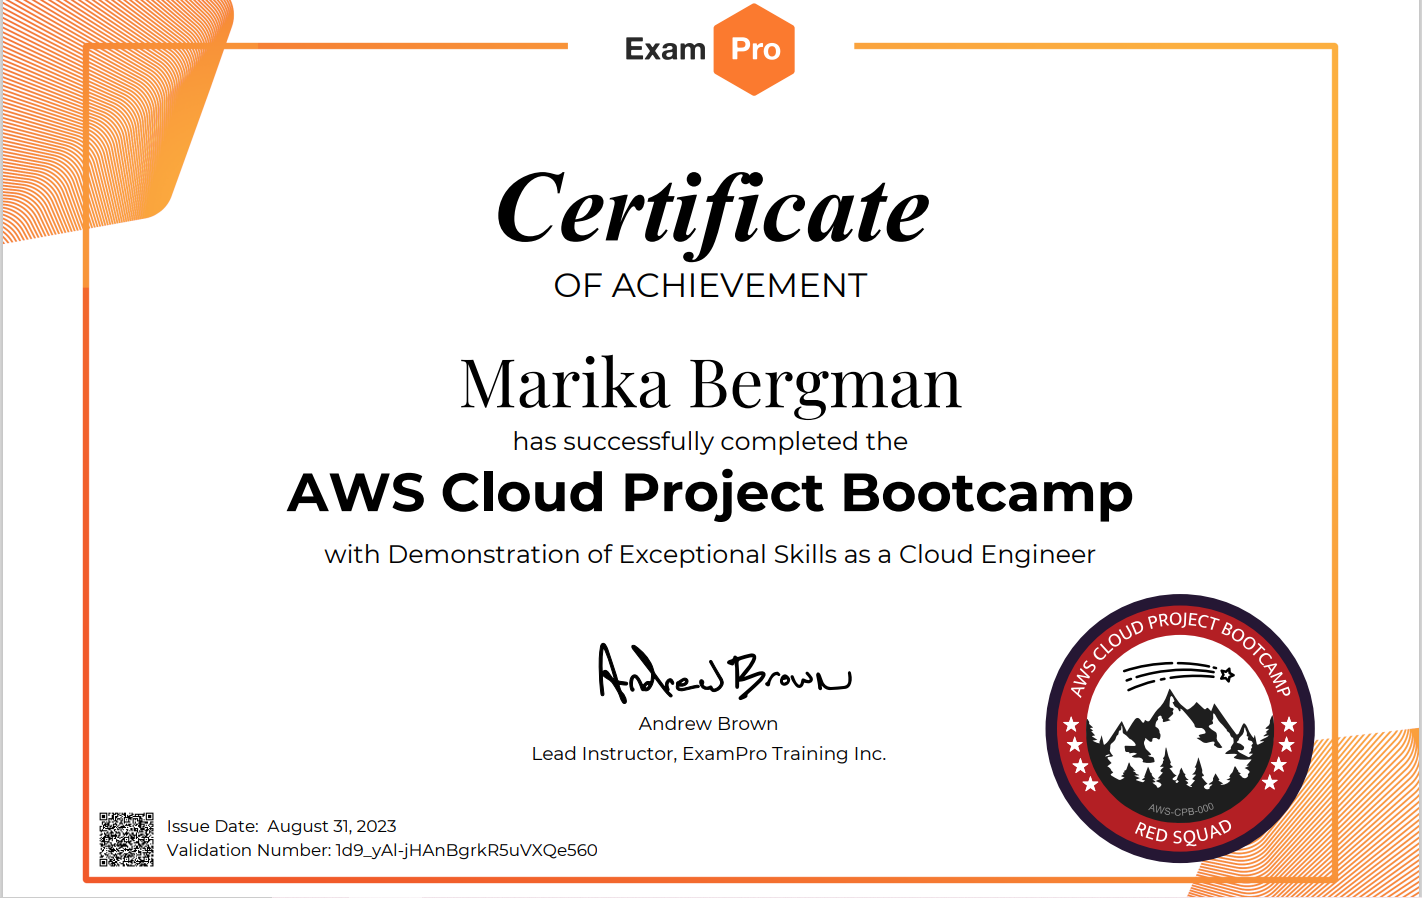 Exam Pro
Certificate
OF ACHIEVEMENT
Marika Bergman
has successfully completed the
AWS Cloud Project Bootcamp
with Demonstration of Exceptional Skills as a Cloud Engineer
Andrew Brown
Andrew Brown
Lead Instructor, ExamPro Training Inc.
AWS CLOUD PROJECT BOOTCAMP
AWS-CPB-000
RED SQUAD
Issue Date: August 31, 2023
Validation Number: 1d9_yAl-jHAnBgrkR5uVXQe560